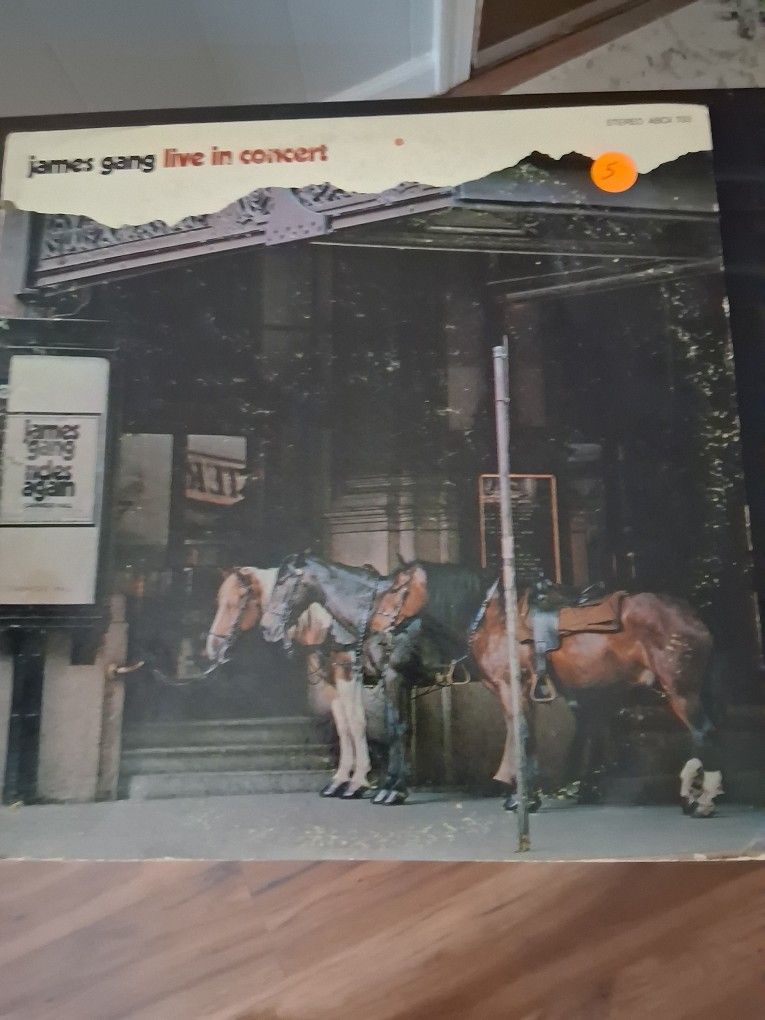 james gang live in concert
STEREO ABCX 733
5
james
gang
rides
again